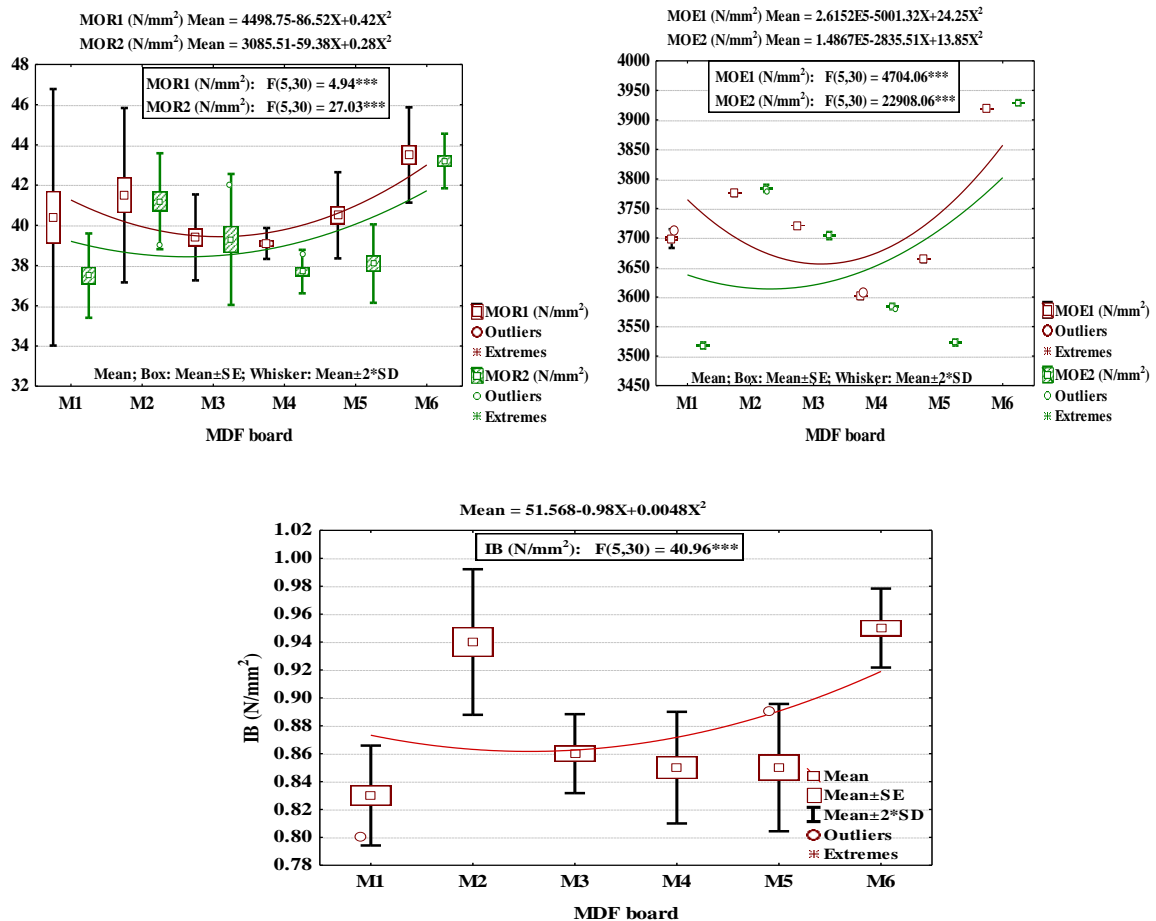 MOR1 (N/mm²) Mean = 4498.75-86.52X+0.42X²
MOR2 (N/mm²) Mean = 3085.51-59.38X+0.28X²
48
46
44
42
40
38
36
34
32
MOR1 (N/mm²): F(5,30) = 4.94***
MOR2 (N/mm²): F(5,30) = 27.03***
Mean; Box: Mean±SE; Whisker: Mean±2*SD
M1 M2 M3 M4 M5 M6
MDF board
MOR1 (N/mm²)
Outliers
Extremes
MOR2 (N/mm²)
Outliers
Extremes
MOE1 (N/mm²) Mean = 2.6152E5-5001.32X+24.25X²
MOE2 (N/mm²) Mean = 1.4867E5-2835.51X+13.85X²
4000
3950
3900
3850
3800
3750
3700
3650
3600
3550
3500
3450
MOE1 (N/mm²): F(5,30) = 4704.06***
MOE2 (N/mm²): F(5,30) = 22908.06***
Mean; Box: Mean±SE; Whisker: Mean±2*SD
M1 M2 M3 M4 M5 M6
MDF board
MOE1 (N/mm²)
Outliers
Extremes
MOE2 (N/mm²)
Outliers
Extremes
Mean = 51.568-0.98X+0.0048X²
IB (N/mm²)
1.02
1.00
0.98
0.96
0.94
0.92
0.90
0.88
0.86
0.84
0.82
0.80
0.78
IB (N/mm²): F(5,30) = 40.96***
Mean
Mean±SE
Mean±2*SD
Outliers
Extremes
M1 M2 M3 M4 M5 M6
MDF board